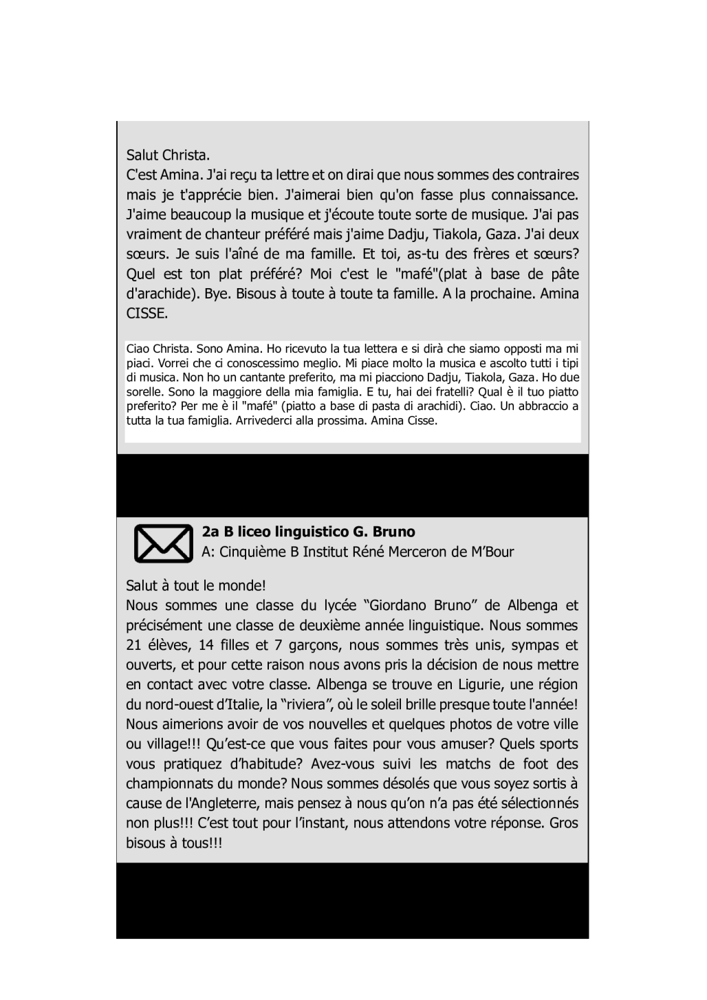 Salut Christa.
C'est Amina. J'ai reçu ta lettre et on dirai que nous sommes des contraires
mais je t'apprécie bien. J'aimerai bien qu'on fasse plus connaissance.
J'aime beaucoup la musique et j'écoute toute sorte de musique. J'ai pas
vraiment de chanteur préféré mais j'aime Dadju, Tiakola, Gaza. J'ai deux
sœurs. Je suis l'aîné de ma famille. Et toi, as-tu des frères et sœurs?
Quel est ton plat préféré? Moi c'est le "mafé"(plat à base de pâte
d'arachide). Bye. Bisous à toute à toute ta famille. A la prochaine. Amina
CISSE.
Ciao Christa. Sono Amina. Ho ricevuto la tua lettera e si dirà che siamo opposti ma mi
piaci. Vorrei che ci conoscessimo meglio. Mi piace molto la musica e ascolto tutti i tipi
di musica. Non ho un cantante preferito, ma mi piacciono Dadju, Tiakola, Gaza. Ho due
sorelle. Sono la maggiore della mia famiglia. E tu, hai dei fratelli? Qual è il tuo piatto
preferito? Per me è il "mafé" (piatto a base di pasta di arachidi). Ciao. Un abbraccio a
tutta la tua famiglia. Arrivederci alla prossima. Amina Cisse.
2a B liceo linguistico G. Bruno
A: Cinquième B Institut Réné Merceron de M’Bour
Salut à tout le monde!
Nous sommes une classe du lycée “Giordano Bruno” de Albenga et
précisément une classe de deuxième année linguistique. Nous sommes
21 élèves, 14 filles et 7 garçons, nous sommes très unis, sympas et
ouverts, et pour cette raison nous avons pris la décision de nous mettre
en contact avec votre classe. Albenga se trouve en Ligurie, une région
du nord-ouest d’Italie, la “riviera”, où le soleil brille presque toute l'année!
Nous aimerions avoir de vos nouvelles et quelques photos de votre ville
ou village!!! Qu’est-ce que vous faites pour vous amuser? Quels sports
vous pratiquez d’habitude? Avez-vous suivi les matchs de foot des
championnats du monde? Nous sommes désolés que vous soyez sortis à
cause de l'Angleterre, mais pensez à nous qu’on n’a pas été sélectionnés
non plus!!! C’est tout pour l’instant, nous attendons votre réponse. Gros
bisous à tous!!!